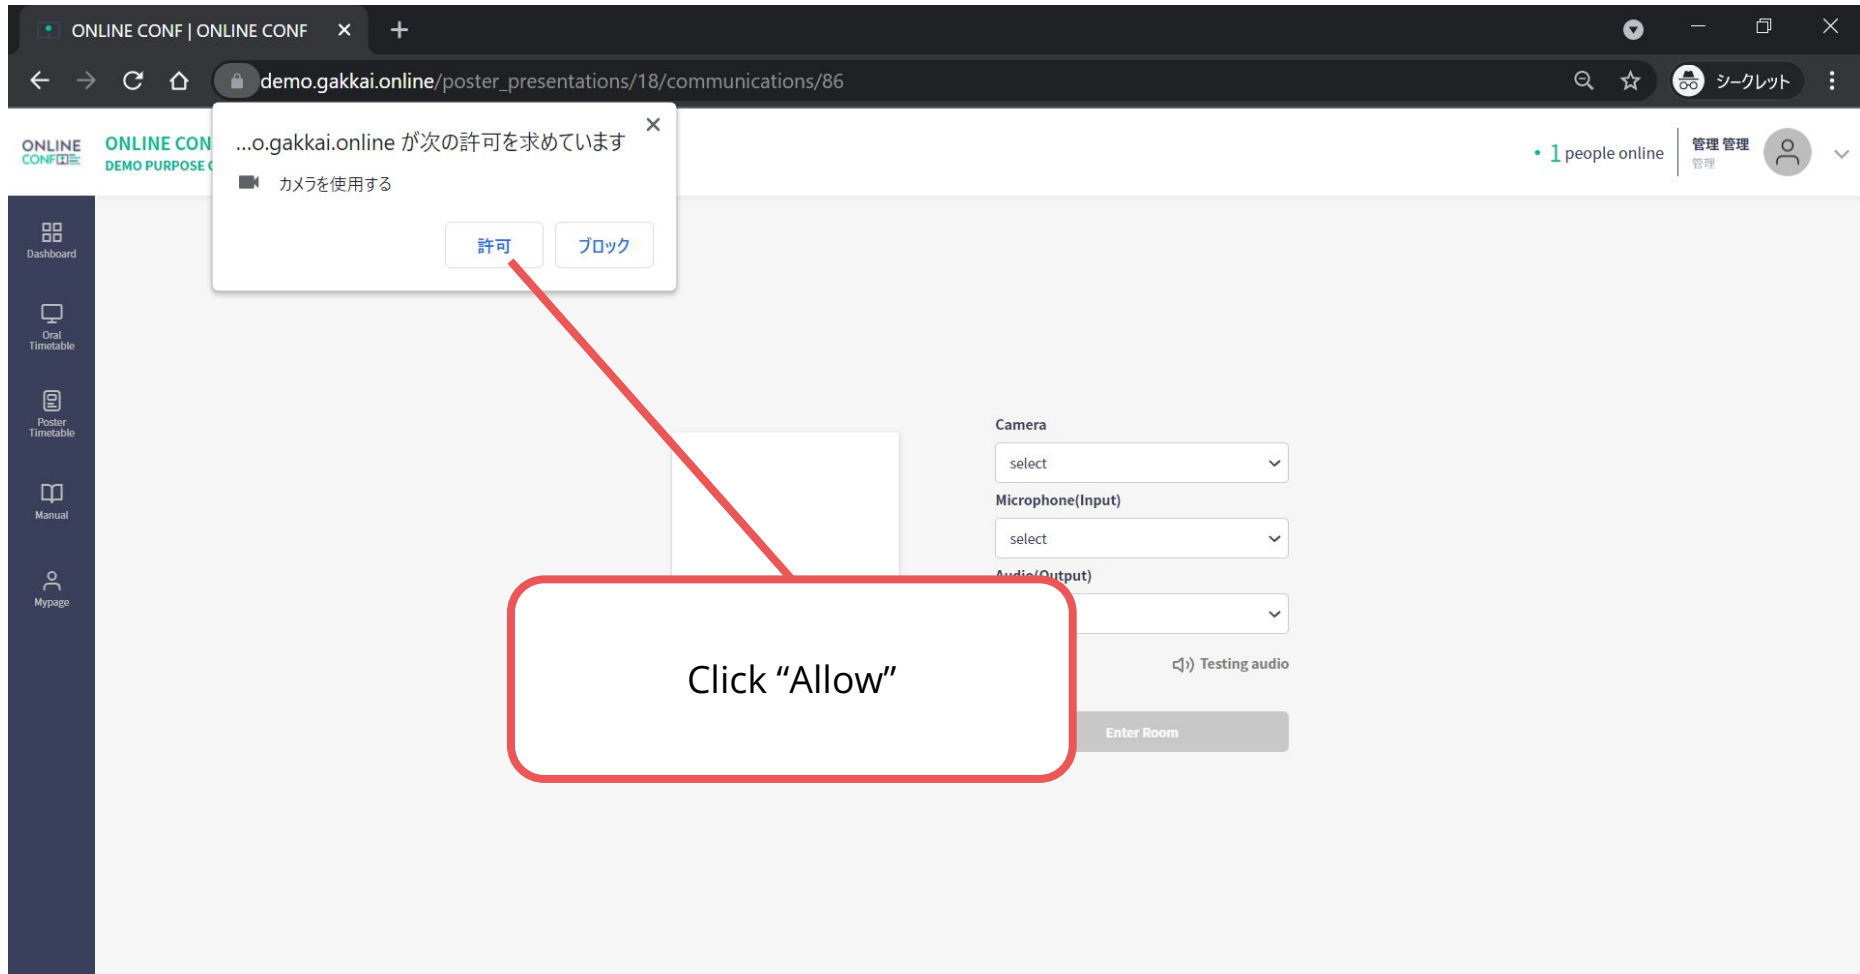 ONLINE CONF | ONLINE CONF
demo.gakkai.online/poster_presentations/18/communications/86
シークレット
ONLINE
CONF
ONLINE CON
DEMO PURPOSE
...o.gakkai.online が次の許可を求めています
カメラを使用する
許可
ブロック
• 1 people online
管理 管理
管理
Dashboard
Oral
Timetable
Poster
Timetable
Manual
Mypage
Camera
select
Microphone(Input)
select
Audio(Output)
Testing audio
Enter Room
Click “Allow”